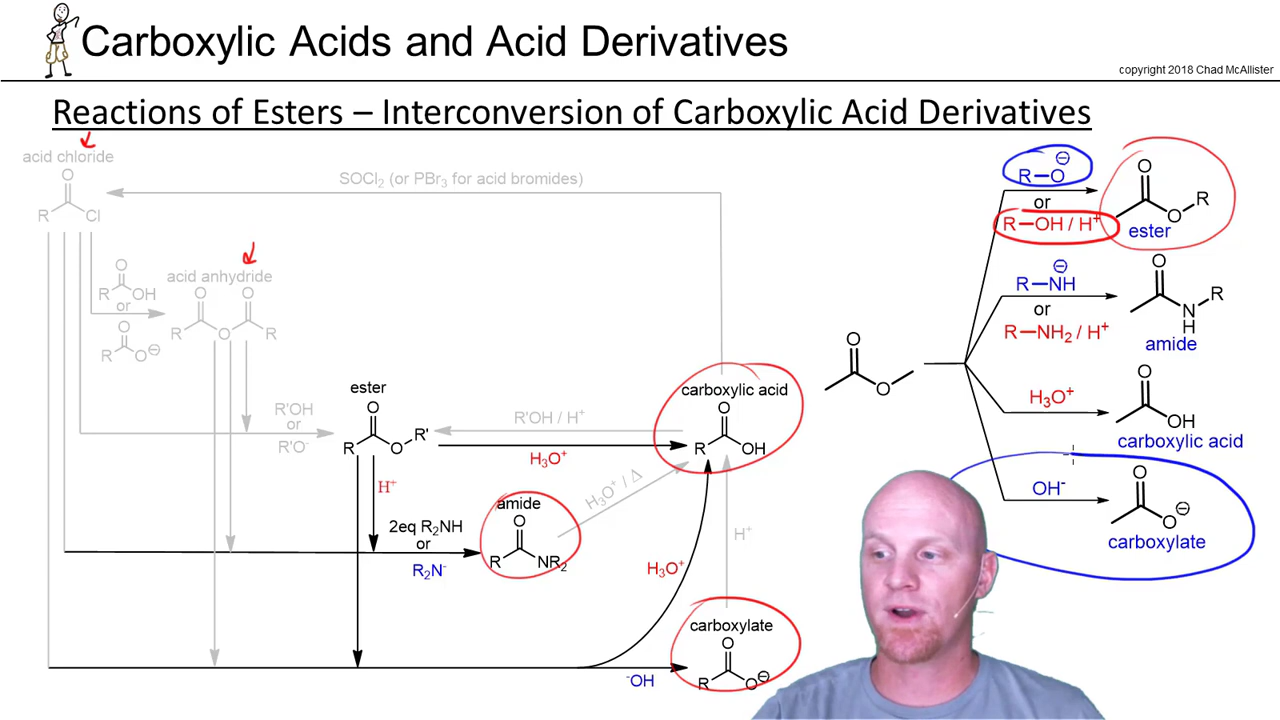 Carboxylic Acids and Acid Derivatives
copyright 2018 Chad McAllister
Reactions of Esters – Interconversion of Carboxylic Acid Derivatives
acid chloride
O
R Cl
SOCl₂ (or PBr₃ for acid bromides)
acid anhydride
O O
R O R
O
R OH
or
O
R O⊖
ester
O
R O R'
R'OH
or
R'O⁻
R'OH / H⁺
H₃O⁺
carboxylic acid
O
R OH
H⁺
2eq R₂NH
or
R₂N⁻
amide
O
R NR₂
H₃O⁺ / Δ
H₃O⁺
H⁺
carboxylate
O
R O⊖
⁻OH
O
O
R–O⊖
or
R–OH / H⁺
O
O R
ester
R–NH⊖
or
R–NH₂ / H⁺
O
N R
H
amide
H₃O⁺
O
OH
carboxylic acid
OH⁻
O
O⊖
carboxylate